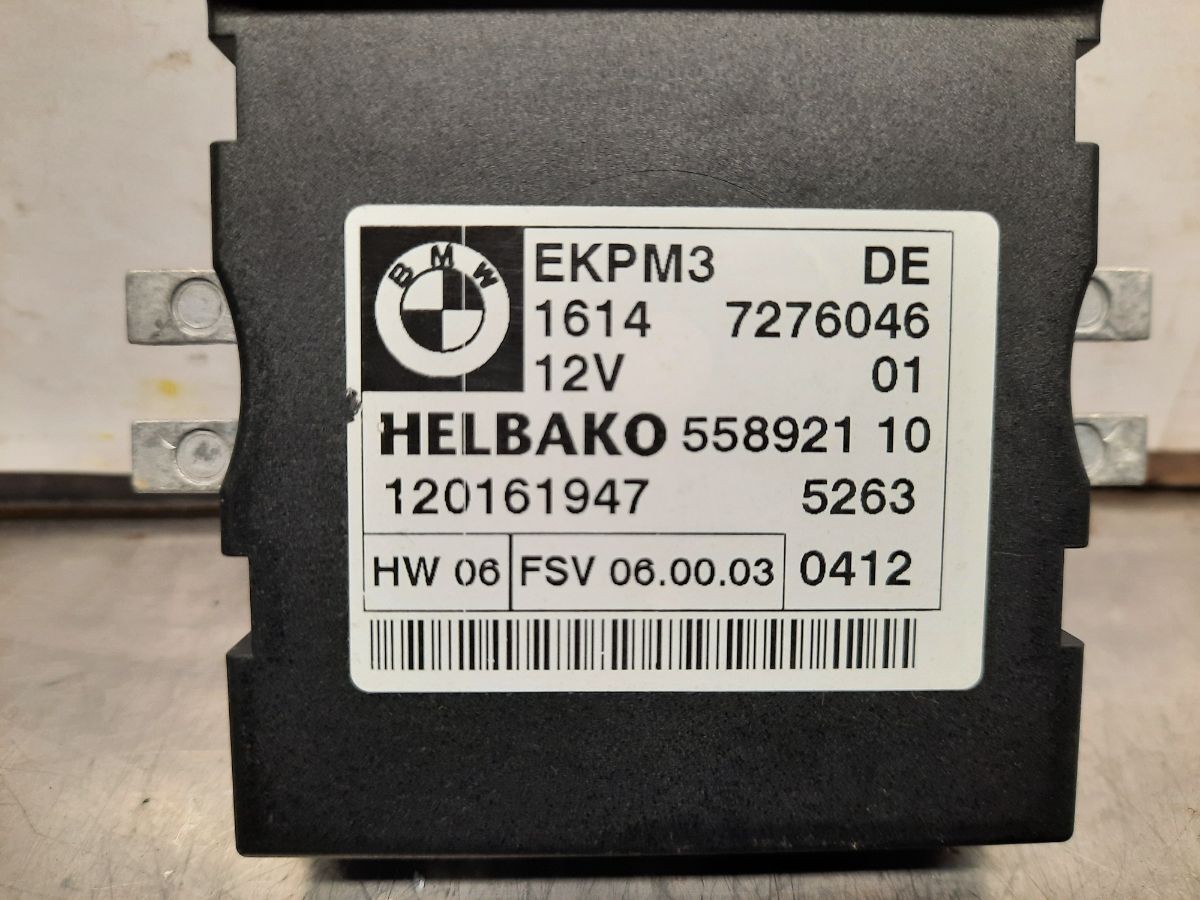 BMW
EKPM3 DE
1614 7276046
12V 01
HELBAKO 558921 10
120161947 5263
HW 06 FSV 06.00.03 0412